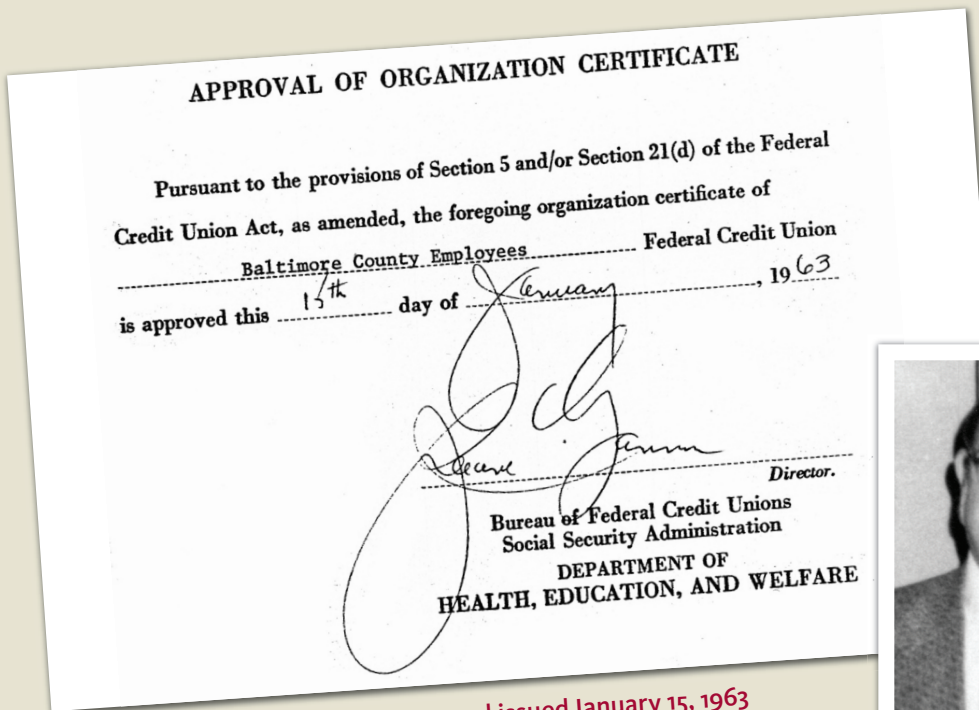 APPROVAL OF ORGANIZATION CERTIFICATE
Pursuant to the provisions of Section 5 and/or Section 21(d) of the Federal
Credit Union Act, as amended, the foregoing organization certificate of
Baltimore County Employees Federal Credit Union
is approved this 15th day of January, 1963
Director.
Bureau of Federal Credit Unions
Social Security Administration
DEPARTMENT OF
HEALTH, EDUCATION, AND WELFARE
issued January 15, 1963